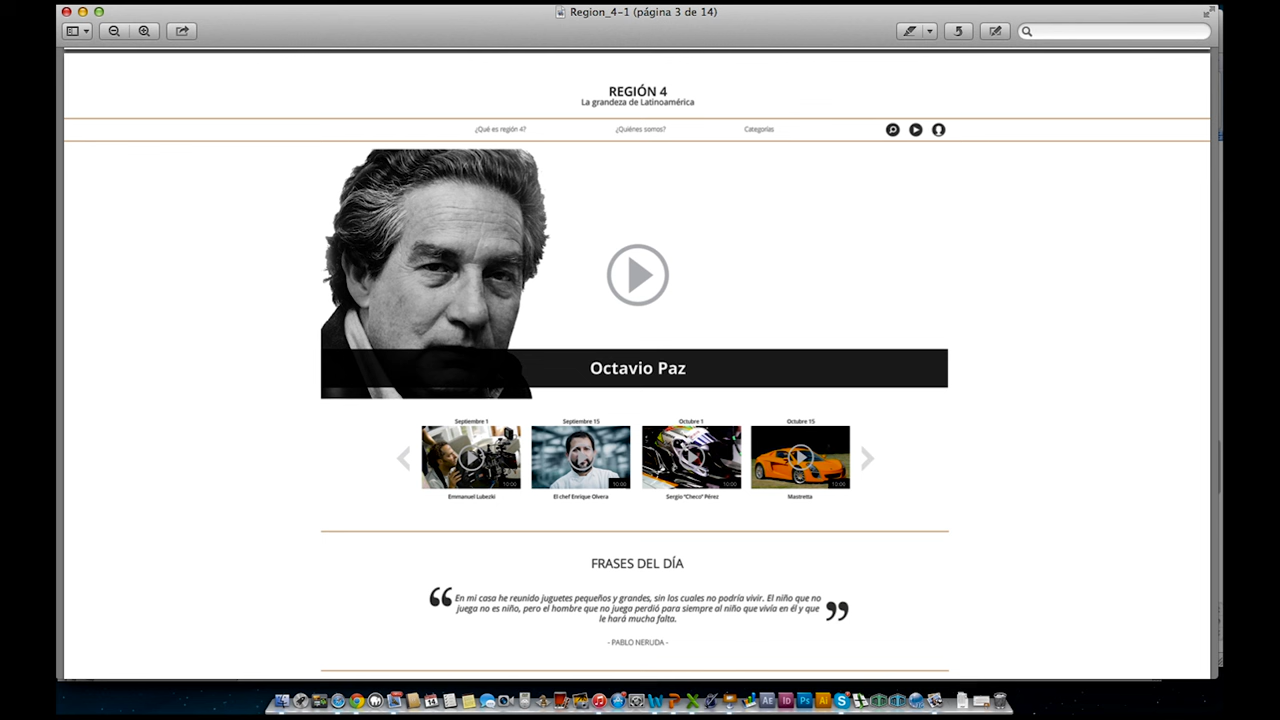 Region_4-1 (página 3 de 14)
REGIÓN 4
La grandeza de Latinoamérica
¿Qué es región 4?
¿Quiénes somos?
Categorías
Octavio Paz
Septiembre 1
Septiembre 15
Octubre 1
Octubre 15
10:00
10:00
10:00
10:00
Emmanuel Lubezki
El chef Enrique Olvera
Sergio "Checo" Pérez
Mastretta
FRASES DEL DÍA
“ En mi casa he reunido juguetes pequeños y grandes, sin los cuales no podría vivir. El niño que no
juega no es niño, pero el hombre que no juega perdió para siempre al niño que vivía en él y que ”
le hará mucha falta.
- PABLO NERUDA -
AE Id Ps Ai S